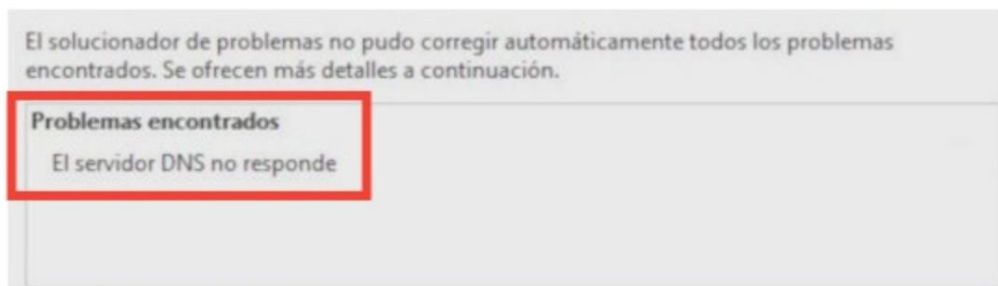 El solucionador de problemas no pudo corregir automáticamente todos los problemas
encontrados. Se ofrecen más detalles a continuación.
Problemas encontrados
El servidor DNS no responde